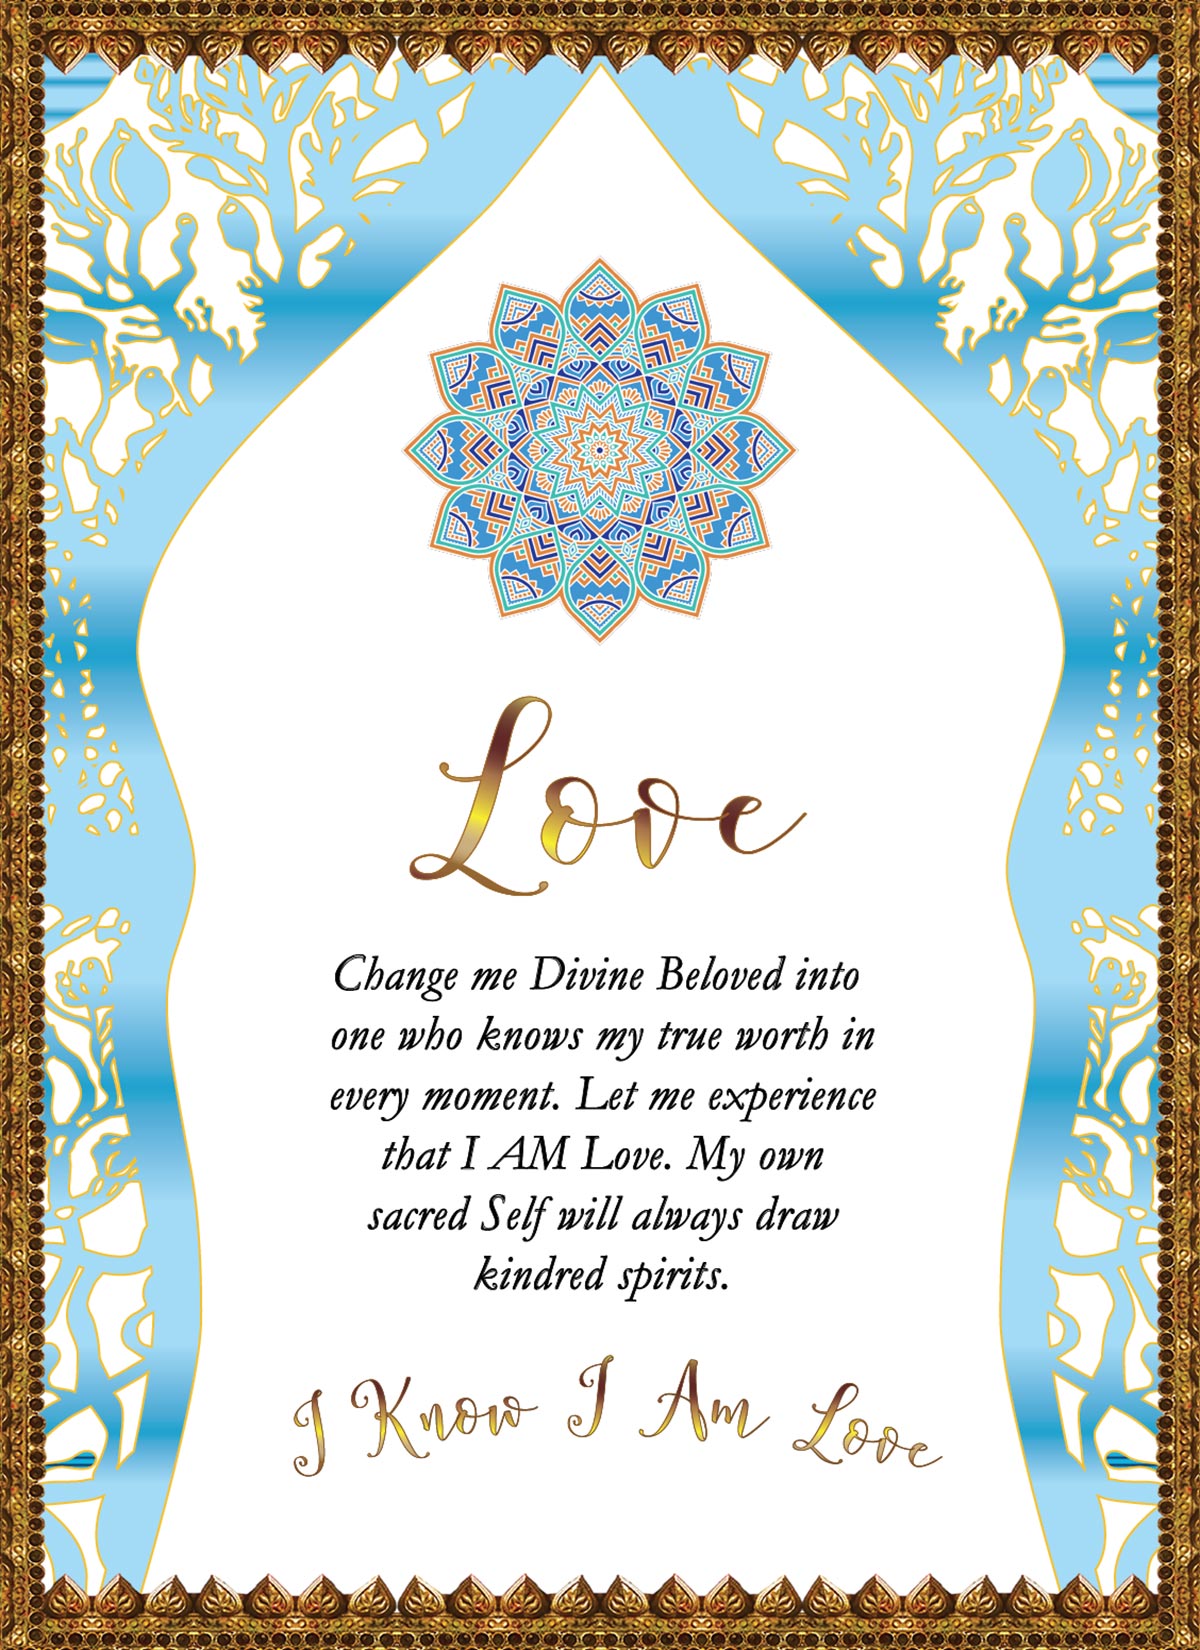 Love
Change me Divine Beloved into
one who knows my true worth in
every moment. Let me experience
that I AM Love. My own
sacred Self will always draw
kindred spirits.
I Know I Am Love